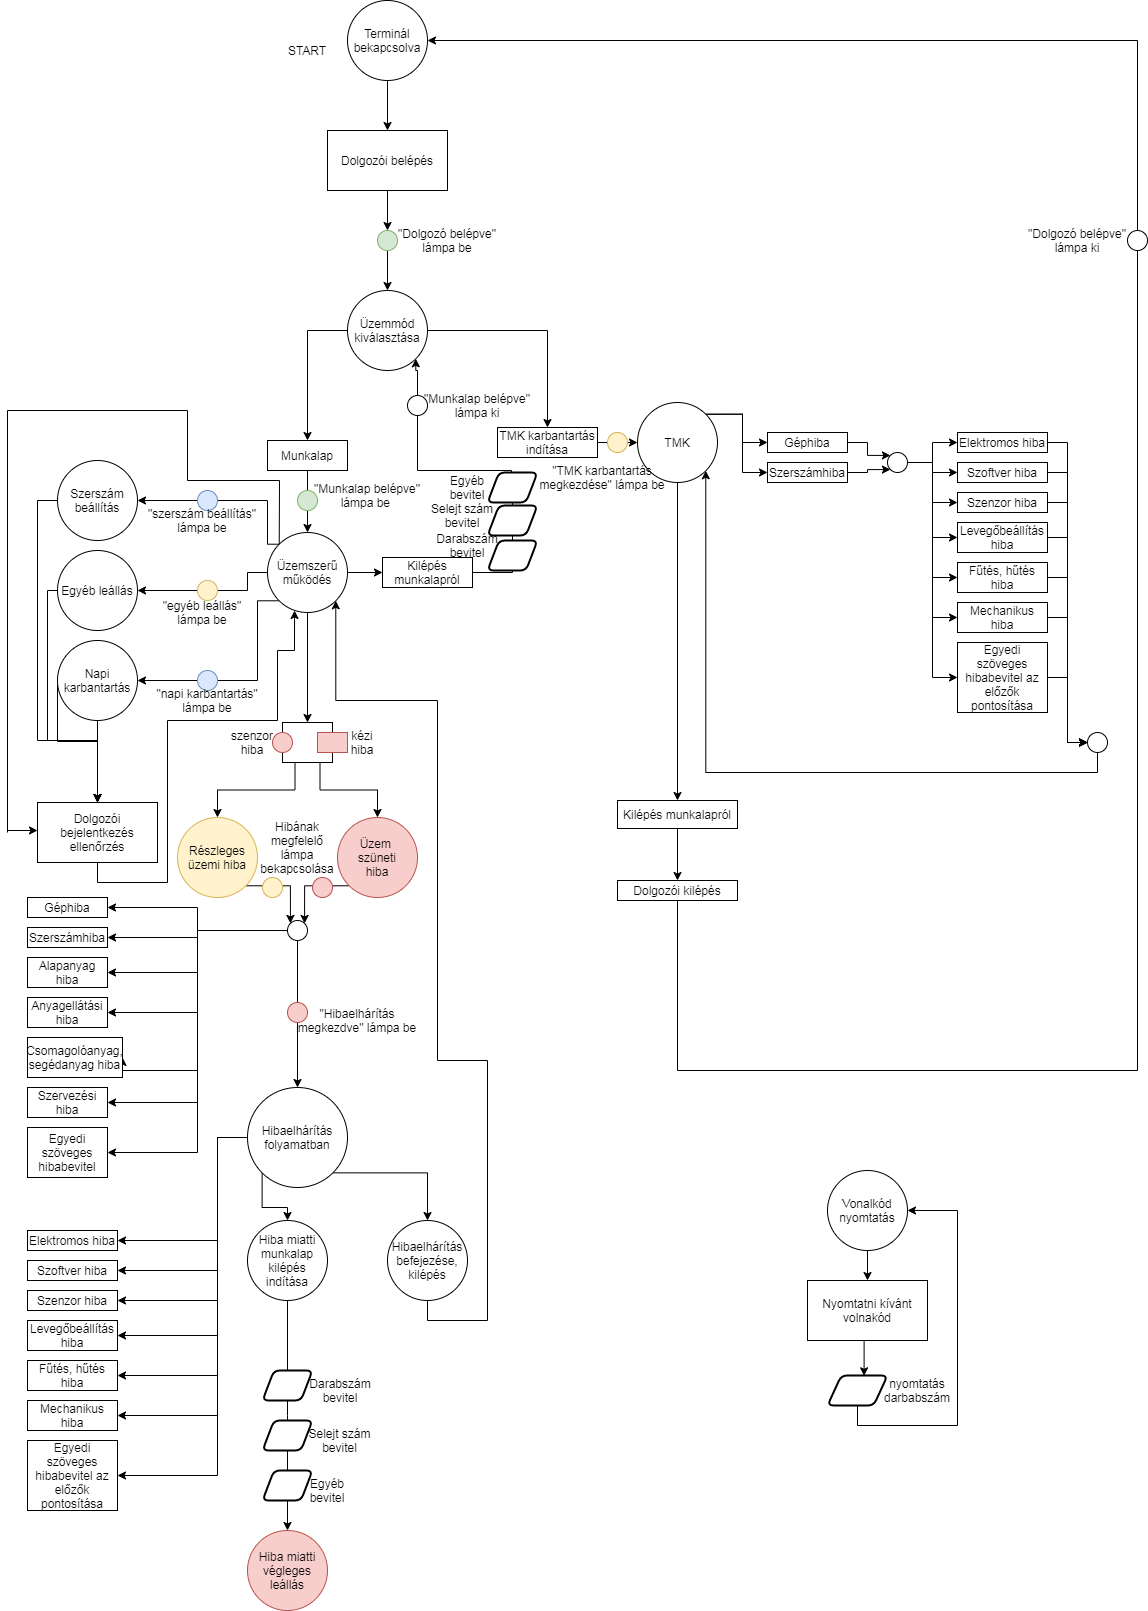 START
Terminál
bekapcsolva
Dolgozói belépés
"Dolgozó belépve"
lámpa be
"Dolgozó belépve"
lámpa ki
Üzemmód
kiválasztása
"Munkalap belépve"
lámpa ki
Munkalap
TMK karbantartás
indítása
"TMK karbantartás
megkezdése" lámpa be
TMK
Géphiba
Szerszámhiba
Elektromos hiba
Szoftver hiba
Szenzor hiba
Levegőbeállítás
hiba
Fűtés, hűtés
hiba
Mechanikus
hiba
Egyedi
szöveges
hibabevitel az
előzők
pontosítása
"Munkalap belépve"
lámpa be
Egyéb
bevitel
Selejt szám
bevitel
Darabszám
bevitel
Szerszám
beállítás
"szerszám beállítás"
lámpa be
Üzemszerű
működés
Kilépés
munkalapról
Egyéb leállás
"egyéb leállás"
lámpa be
Napi
karbantartás
"napi karbantartás"
lámpa be
szenzor
hiba
kézi
hiba
Dolgozói
bejelentkezés
ellenőrzés
Részleges
üzemi hiba
Hibának
megfelelő
lámpa
bekapcsolása
Üzem
szüneti
hiba
Kilépés munkalapról
Dolgozói kilépés
Géphiba
Szerszámhiba
Alapanyag
hiba
Anyagellátási
hiba
Csomagolóanyag,
segédanyag hiba
Szervezési
hiba
Egyedi
szöveges
hibabevitel
"Hibaelhárítás
megkezdve" lámpa be
Hibaelhárítás
folyamatban
Hiba miatti
munkalap
kilépés
indítása
Hibaelhárítás
befejezése,
kilépés
Elektromos hiba
Szoftver hiba
Szenzor hiba
Levegőbeállítás
hiba
Fűtés, hűtés
hiba
Mechanikus
hiba
Egyedi
szöveges
hibabevitel az
előzők
pontosítása
Darabszám
bevitel
Selejt szám
bevitel
Egyéb
bevitel
Hiba miatti
végleges
leállás
Vonalkód
nyomtatás
Nyomtatni kívánt
volnakód
nyomtatás
darbabszám